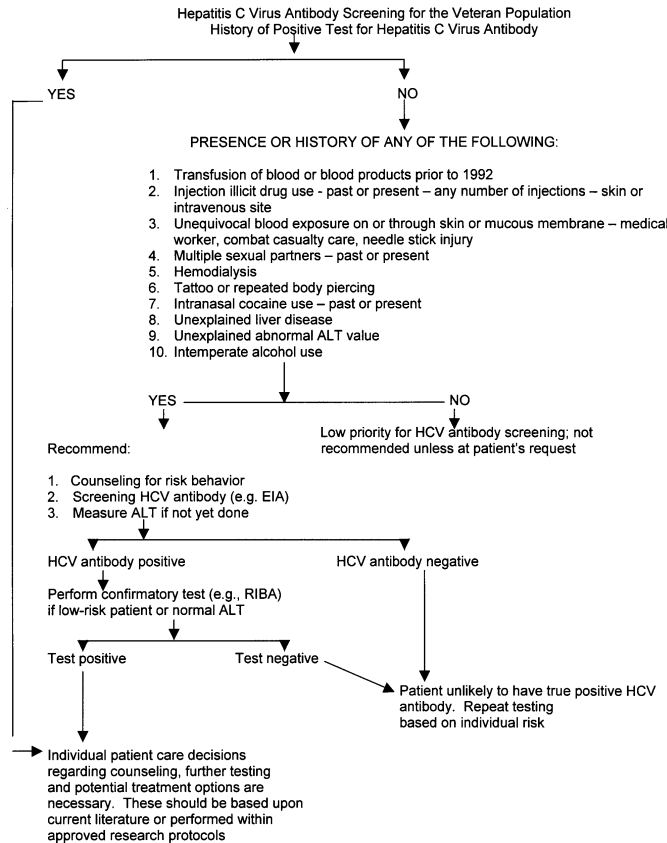 Hepatitis C Virus Antibody Screening for the Veteran Population
History of Positive Test for Hepatitis C Virus Antibody
YES
NO
PRESENCE OR HISTORY OF ANY OF THE FOLLOWING:
1. Transfusion of blood or blood products prior to 1992
2. Injection illicit drug use - past or present – any number of injections – skin or
intravenous site
3. Unequivocal blood exposure on or through skin or mucous membrane – medical
worker, combat casualty care, needle stick injury
4. Multiple sexual partners – past or present
5. Hemodialysis
6. Tattoo or repeated body piercing
7. Intranasal cocaine use – past or present
8. Unexplained liver disease
9. Unexplained abnormal ALT value
10. Intemperate alcohol use
YES
NO
Low priority for HCV antibody screening; not
recommended unless at patient's request
Recommend:
1. Counseling for risk behavior
2. Screening HCV antibody (e.g. EIA)
3. Measure ALT if not yet done
HCV antibody positive
HCV antibody negative
Perform confirmatory test (e.g., RIBA)
if low-risk patient or normal ALT
Test positive
Test negative
Patient unlikely to have true positive HCV
antibody. Repeat testing
based on individual risk
Individual patient care decisions
regarding counseling, further testing
and potential treatment options are
necessary. These should be based upon
current literature or performed within
approved research protocols